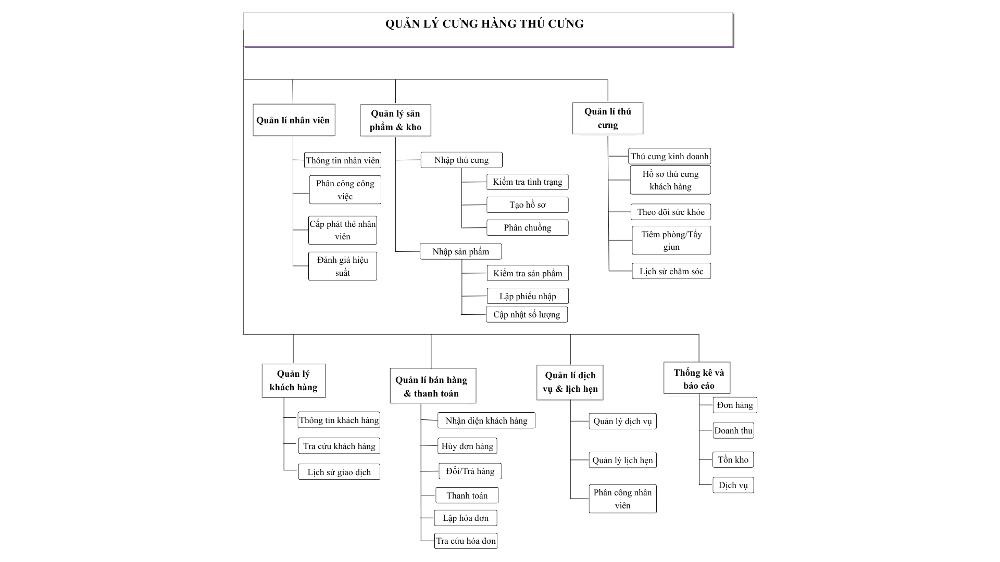 QUẢN LÝ CƯNG HÀNG THÚ CƯNG
Quản lí nhân viên
Thông tin nhân viên
Phân công công
việc
Cấp phát thẻ nhân
viên
Đánh giá hiệu
suất
Quản lý sản
phẩm & kho
Nhập thú cưng
Kiểm tra tình trạng
Tạo hồ sơ
Phân chuồng
Nhập sản phẩm
Kiểm tra sản phẩm
Lập phiếu nhập
Cập nhật số lượng
Quản lí thú
cưng
Thú cưng kinh doanh
Hồ sơ thú cưng
khách hàng
Theo dõi sức khỏe
Tiêm phòng/Tẩy
giun
Lịch sử chăm sóc
Quản lý
khách hàng
Thông tin khách hàng
Tra cứu khách hàng
Lịch sử giao dịch
Quản lí bán hàng
& thanh toán
Nhận diện khách hàng
Hủy đơn hàng
Đổi/Trả hàng
Thanh toán
Lập hóa đơn
Tra cứu hóa đơn
Quản lí dịch
vụ & lịch hẹn
Quản lý dịch vụ
Quản lý lịch hẹn
Phân công nhân
viên
Thống kê và
báo cáo
Đơn hàng
Doanh thu
Tồn kho
Dịch vụ